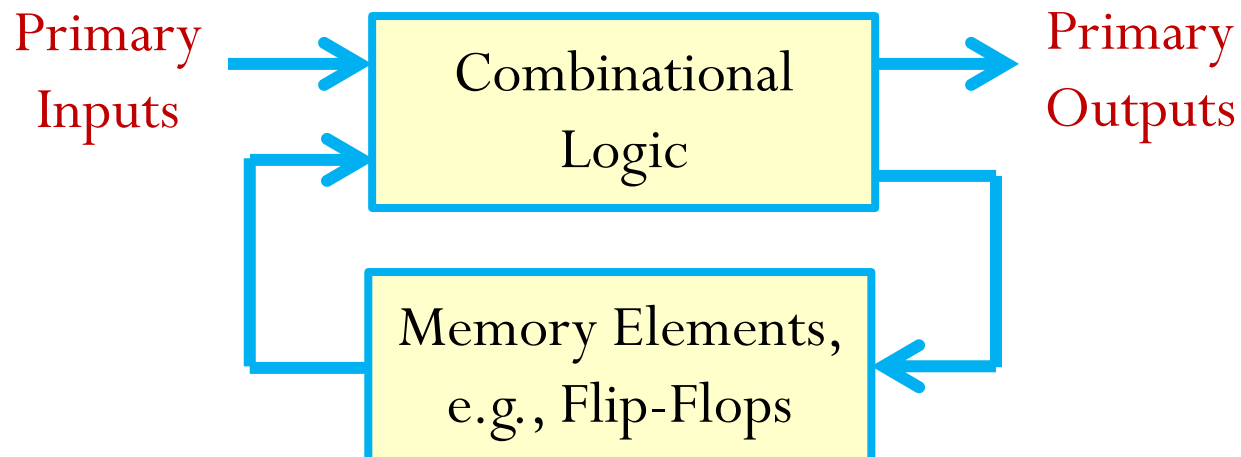 Primary
Inputs
Combinational
Logic
Primary
Outputs
Memory Elements,
e.g., Flip-Flops